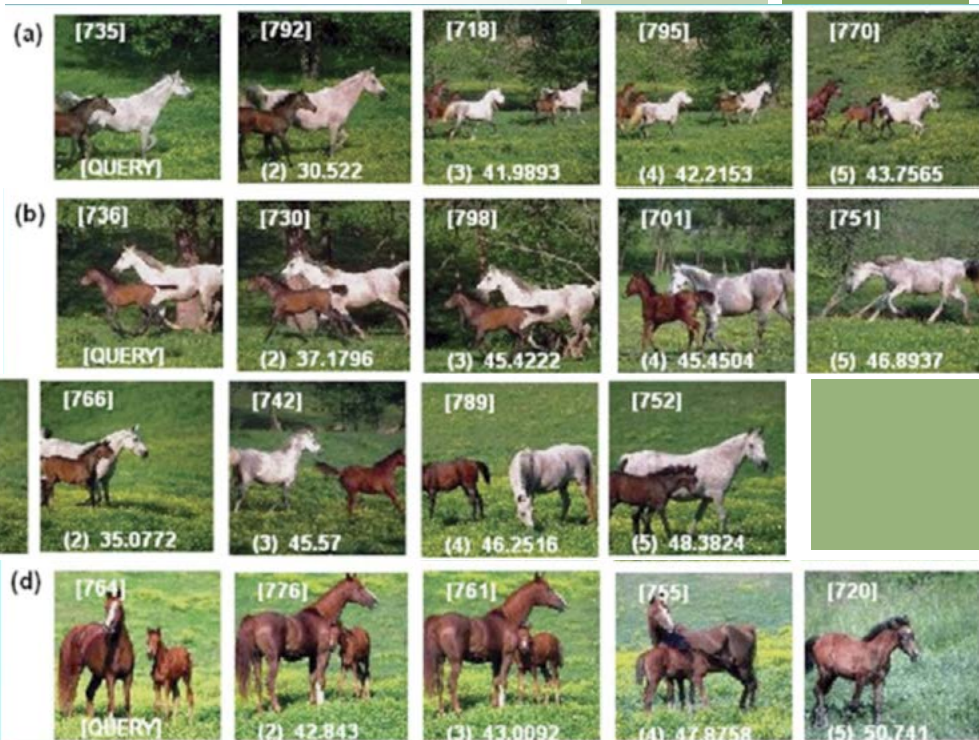 (a) [735] [792] [718] [795] [770]
[QUERY] (2) 30.522 (3) 41.9893 (4) 42.2153 (5) 43.7565
(b) [736] [730] [798] [701] [751]
[QUERY] (2) 37.1796 (3) 45.4222 (4) 45.4504 (5) 46.8937
[766] [742] [789] [752]
(2) 35.0772 (3) 45.57 (4) 46.2516 (5) 48.3824
(d) [764] [776] [761] [755] [720]
[QUERY] (2) 42.843 (3) 43.0092 (4) 47.8758 (5) 50.741